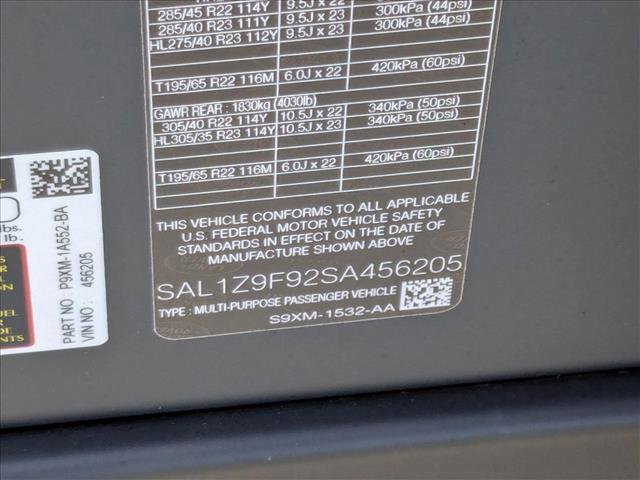 285/45 R22 114Y 9.5J x 22 300kPa (44psi)
285/40 R23 111Y 9.5J x 23 300kPa (44psi)
HL275/40 R23 112Y 9.5J x 23
T195/65 R22 116M 6.0J x 22 420kPa (60psi)
GAWR REAR : 1830kg (4030lb)
305/40 R22 114Y 10.5J x 22 340kPa (50psi)
HL305/35 R23 114Y 10.5J x 23 340kPa (50psi)
T195/65 R22 116M 6.0J x 22 420kPa (60psi)
THIS VEHICLE CONFORMS TO ALL APPLICABLE
U.S. FEDERAL MOTOR VEHICLE SAFETY
STANDARDS IN EFFECT ON THE DATE OF
MANUFACTURE SHOWN ABOVE
SAL1Z9F92SA456205
TYPE : MULTI-PURPOSE PASSENGER VEHICLE
S9XM-1532-AA
PART NO : P9XM-1A552-BA
VIN NO : 456205
lbs.
lb.